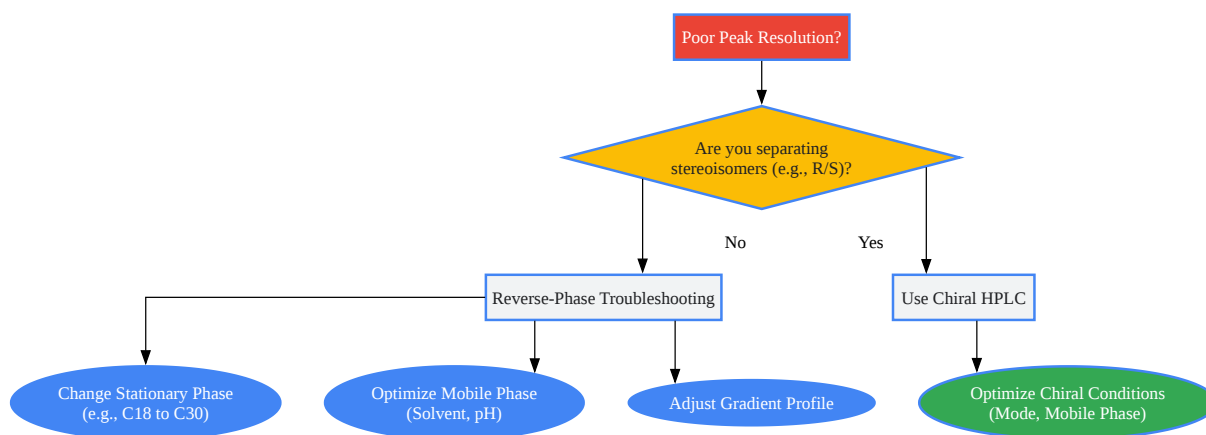 Poor Peak Resolution?
Are you separating
stereoisomers (e.g., R/S)?
No
Yes
Reverse-Phase Troubleshooting
Use Chiral HPLC
Change Stationary Phase
(e.g., C18 to C30)
Optimize Mobile Phase
(Solvent, pH)
Adjust Gradient Profile
Optimize Chiral Conditions
(Mode, Mobile Phase)